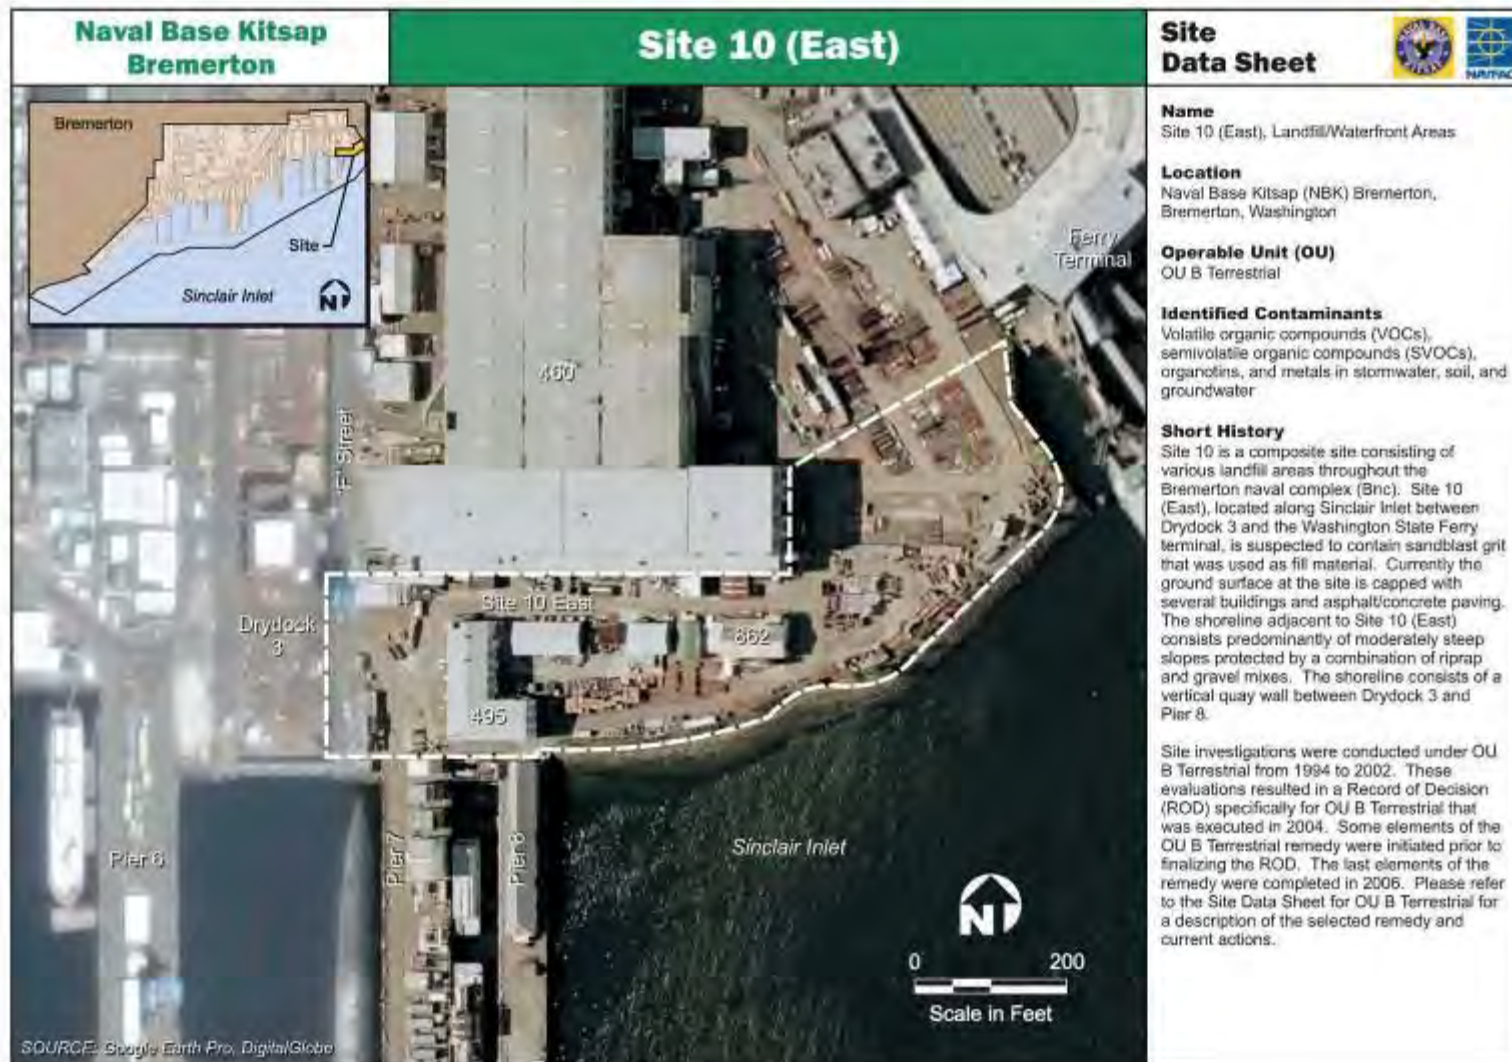 Naval Base Kitsap
Bremerton
Site 10 (East)
Site
Data Sheet
NAVFAC
Bremerton
Site
Sinclair Inlet
N
Ferry
Terminal
460
'F' Street
Site 10 East
Drydock
3
862
495
Pier 6
Pier 7
Pier 8
Sinclair Inlet
N
0 200
Scale in Feet
SOURCE: Google Earth Pro, DigitalGlobe
Name
Site 10 (East), Landfill/Waterfront Areas
Location
Naval Base Kitsap (NBK) Bremerton,
Bremerton, Washington
Operable Unit (OU)
OU B Terrestrial
Identified Contaminants
Volatile organic compounds (VOCs),
semivolatile organic compounds (SVOCs),
organotins, and metals in stormwater, soil, and
groundwater
Short History
Site 10 is a composite site consisting of
various landfill areas throughout the
Bremerton naval complex (Bnc). Site 10
(East), located along Sinclair Inlet between
Drydock 3 and the Washington State Ferry
terminal, is suspected to contain sandblast grit
that was used as fill material. Currently the
ground surface at the site is capped with
several buildings and asphalt/concrete paving.
The shoreline adjacent to Site 10 (East)
consists predominantly of moderately steep
slopes protected by a combination of riprap
and gravel mixes. The shoreline consists of a
vertical quay wall between Drydock 3 and
Pier 8.
Site investigations were conducted under OU
B Terrestrial from 1994 to 2002. These
evaluations resulted in a Record of Decision
(ROD) specifically for OU B Terrestrial that
was executed in 2004. Some elements of the
OU B Terrestrial remedy were initiated prior to
finalizing the ROD. The last elements of the
remedy were completed in 2006. Please refer
to the Site Data Sheet for OU B Terrestrial for
a description of the selected remedy and
current actions.